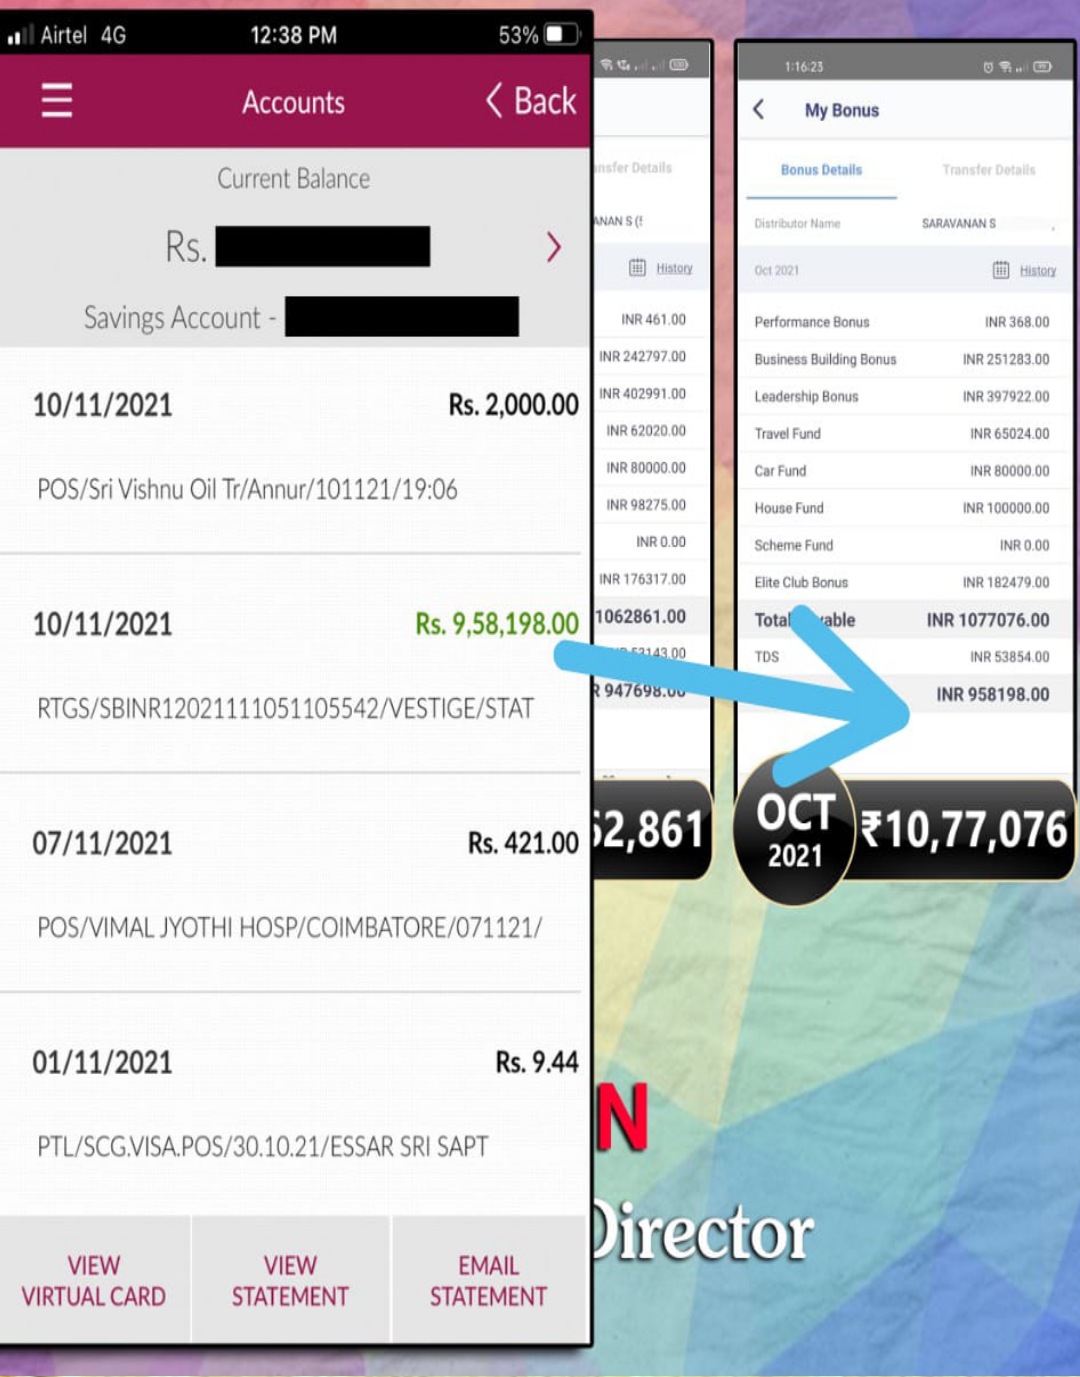 Airtel 4G 12:38 PM 53%
Accounts
Back
Current Balance
Rs.
Savings Account -
10/11/2021 Rs. 2,000.00
POS/Sri Vishnu Oil Tr/Annur/101121/19:06
10/11/2021 Rs. 9,58,198.00
RTGS/SBINR12021111051105542/VESTIGE/STAT
07/11/2021 Rs. 421.00
POS/VIMAL JYOTHI HOSP/COIMBATORE/071121/
01/11/2021 Rs. 9.44
PTL/SCG.VISA.POS/30.10.21/ESSAR SRI SAPT
VIEW
VIRTUAL CARD
VIEW
STATEMENT
EMAIL
STATEMENT
nsfer Details
ANAN S (
History
INR 461.00
INR 242797.00
INR 402991.00
INR 62020.00
INR 80000.00
INR 98275.00
INR 0.00
INR 176317.00
1062861.00
53143.00
R 947698.00
52,861
1:16:23
My Bonus
Bonus Details Transfer Details
Distributor Name SARAVANAN S
Oct 2021 History
Performance Bonus INR 368.00
Business Building Bonus INR 251283.00
Leadership Bonus INR 397922.00
Travel Fund INR 65024.00
Car Fund INR 80000.00
House Fund INR 100000.00
Scheme Fund INR 0.00
Elite Club Bonus INR 182479.00
Total yable INR 1077076.00
TDS INR 53854.00
INR 958198.00
OCT
2021
₹10,77,076
N
Director